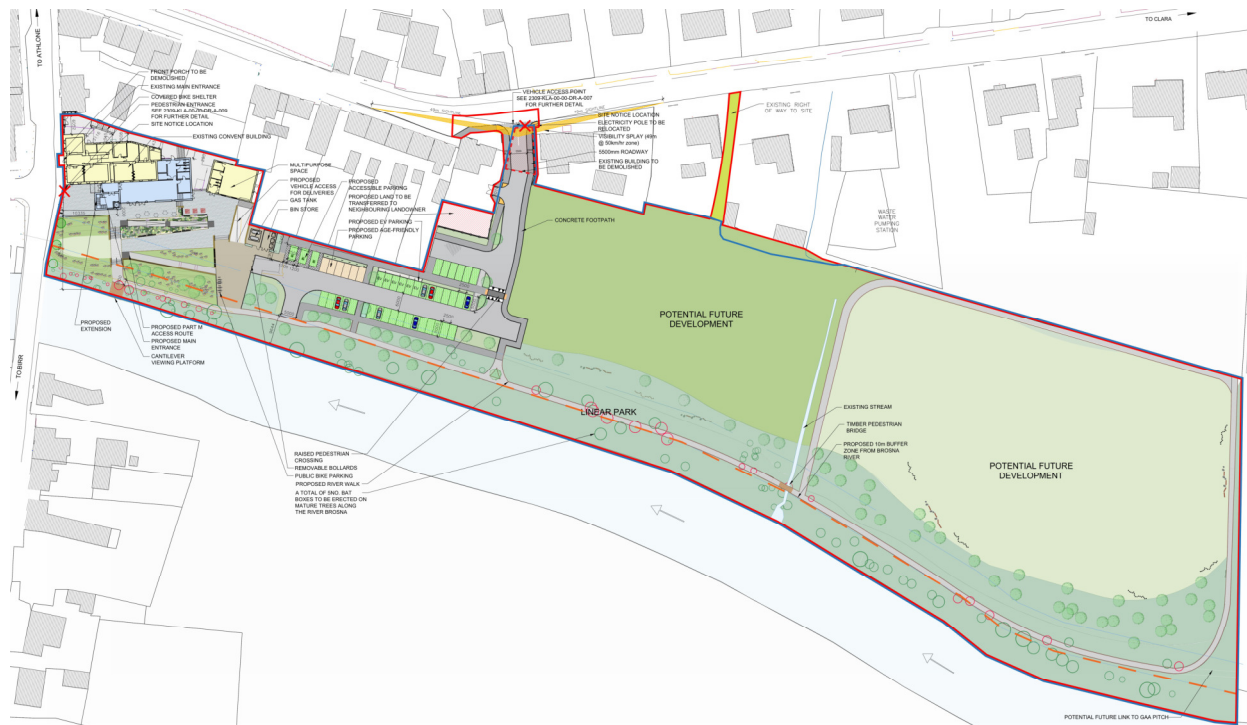 TO ATHLONE
TO CLARA
FRONT PORCH TO BE
DEMOLISHED
EXISTING MAIN ENTRANCE
COVERED BIKE SHELTER
PEDESTRIAN ENTRANCE
FOR FURTHER DETAIL
SITE NOTICE LOCATION
EXISTING CONVENT BUILDING
MULTIPURPOSE
SPACE
PROPOSED
VEHICLE ACCESS
FOR DELIVERIES
GAS TANK
BIN STORE
PROPOSED
ACCESSIBLE PARKING
PROPOSED LAND TO BE
TRANSFERRED TO
NEIGHBOURING LANDOWNER
PROPOSED EV PARKING
PROPOSED AGE-FRIENDLY
PARKING
VEHICLE ACCESS POINT
SEE 2309-KLA-00-00-DR-A-007
FOR FURTHER DETAIL
SITE NOTICE LOCATION
ELECTRICITY POLE TO BE
RELOCATED
VISIBILITY SPLAY (49m
@ 50km/hr zone)
5500mm ROADWAY
EXISTING BUILDING TO
BE DEMOLISHED
EXISTING RIGHT
OF WAY TO SITE
CONCRETE FOOTPATH
WASTE
WATER
PUMPING
STATION
POTENTIAL FUTURE
DEVELOPMENT
PROPOSED
EXTENSION
PROPOSED PART M
ACCESS ROUTE
PROPOSED MAIN
ENTRANCE
CANTILEVER
VIEWING PLATFORM
TO BIRR
LINEAR PARK
EXISTING STREAM
TIMBER PEDESTRIAN
BRIDGE
PROPOSED 10m BUFFER
ZONE FROM BROSNA
RIVER
RAISED PEDESTRIAN
CROSSING
REMOVABLE BOLLARDS
PUBLIC BIKE PARKING
PROPOSED RIVER WALK
A TOTAL OF 5NO. BAT
BOXES TO BE ERECTED ON
MATURE TREES ALONG
THE RIVER BROSNA
POTENTIAL FUTURE
DEVELOPMENT
POTENTIAL FUTURE LINK TO GAA PITCH